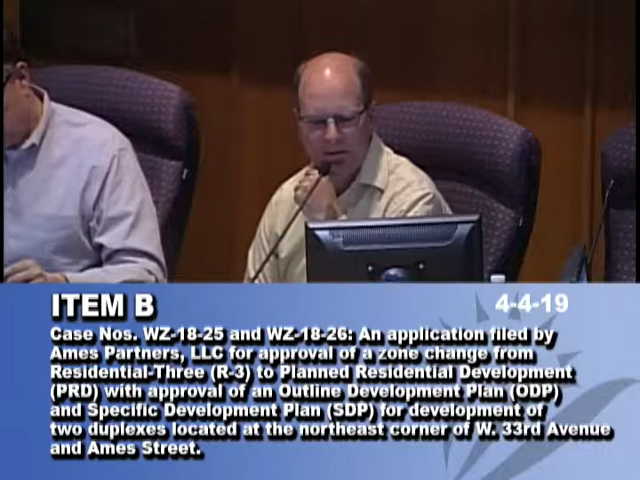 ITEM B
4-4-19
Case Nos. WZ-18-25 and WZ-18-26: An application filed by
Ames Partners, LLC for approval of a zone change from
Residential-Three (R-3) to Planned Residential Development
(PRD) with approval of an Outline Development Plan (ODP)
and Specific Development Plan (SDP) for development of
two duplexes located at the northeast corner of W. 33rd Avenue
and Ames Street.